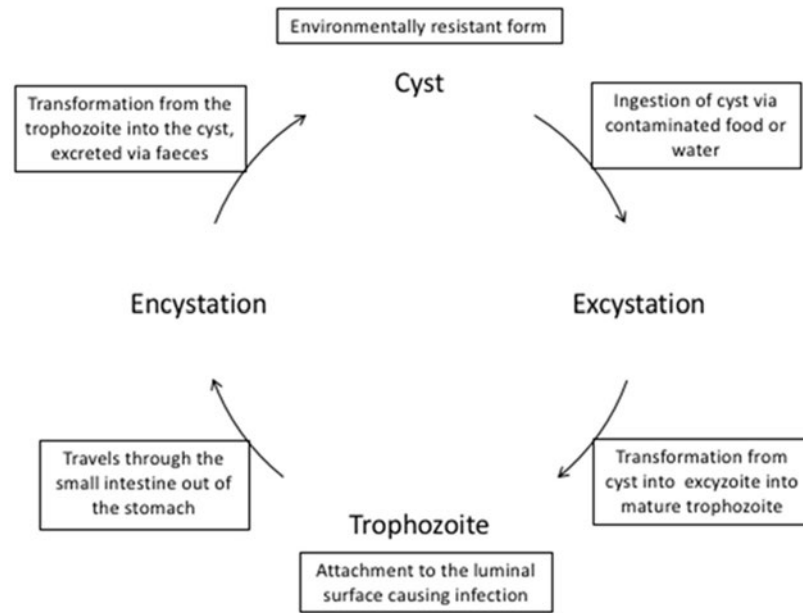 Environmentally resistant form
Cyst
Transformation from the
trophozoite into the cyst,
excreted via faeces
Ingestion of cyst via
contaminated food or
water
Encystation
Excystation
Travels through the
small intestine out of
the stomach
Transformation from
cyst into excyzoite into
mature trophozoite
Trophozoite
Attachment to the luminal
surface causing infection